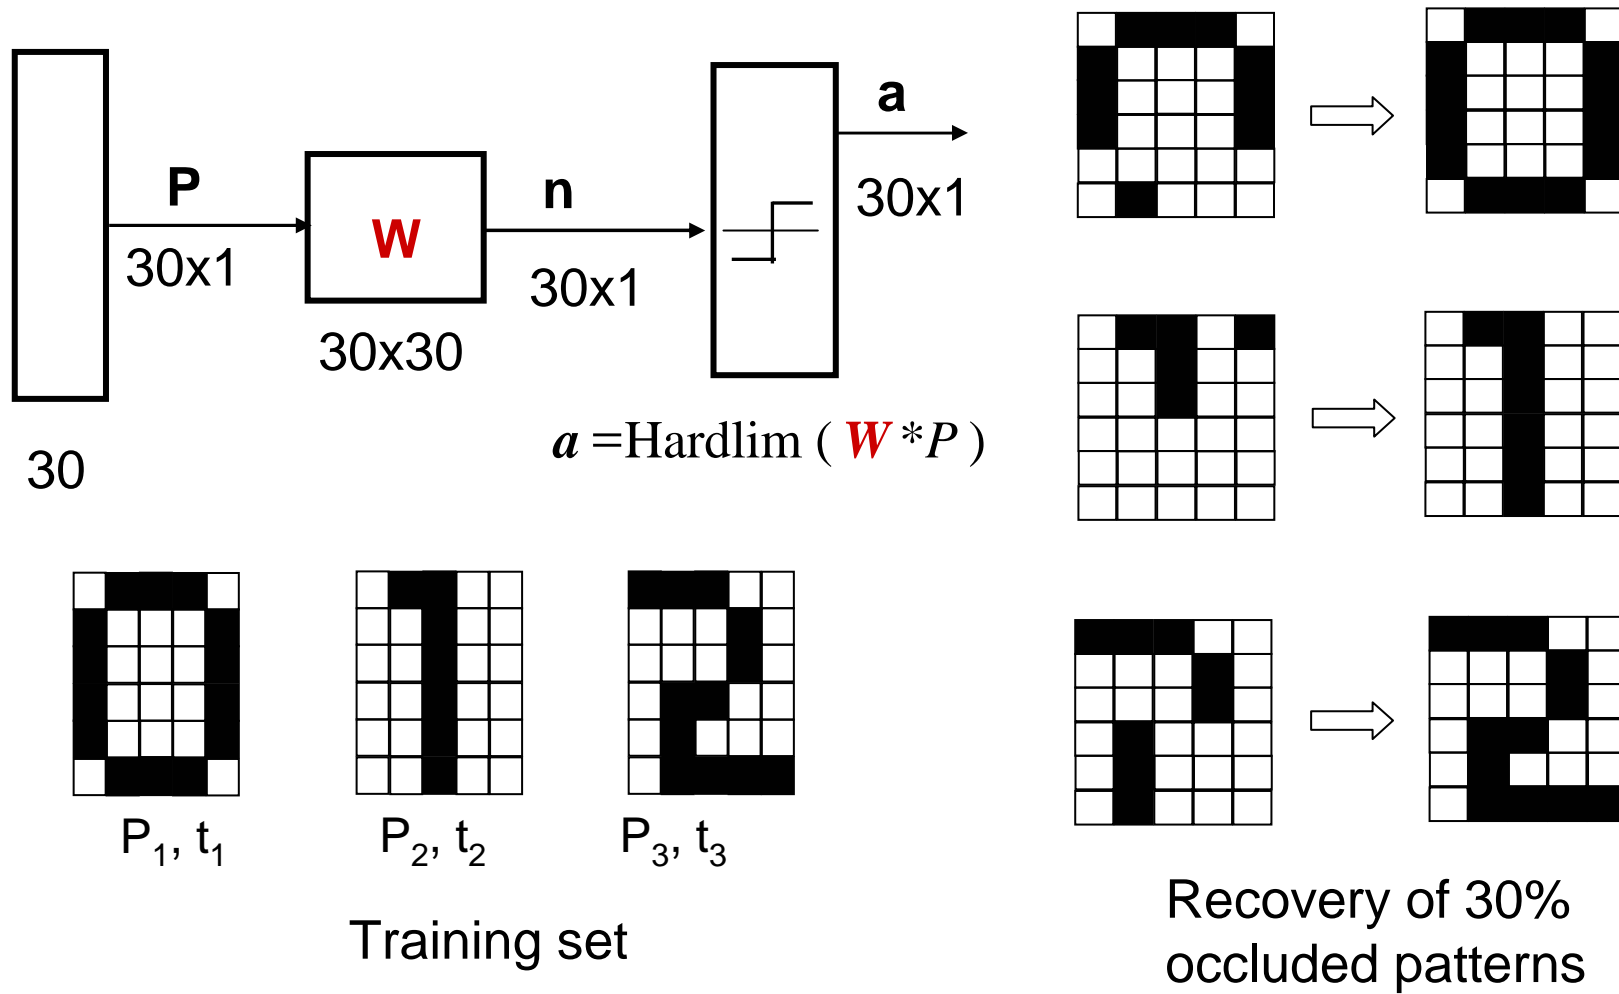 P
30x1
W
30x30
n
30x1
a
30x1
30
a =Hardlim ( W *P )
P1, t1
P2, t2
P3, t3
Training set
Recovery of 30%
occluded patterns